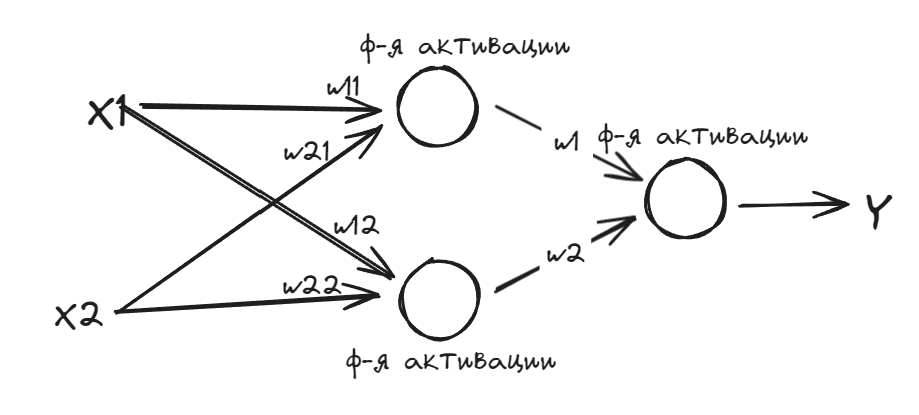 ф-я активации
w11
X1
w21
w1
ф-я активации
w12
Y
w2
w22
X2
ф-я активации